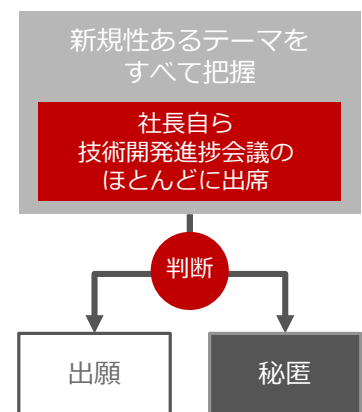 新規性あるテーマを
すべて把握
社長自ら
技術開発進捗会議の
ほとんどに出席
判断
出願
秘匿